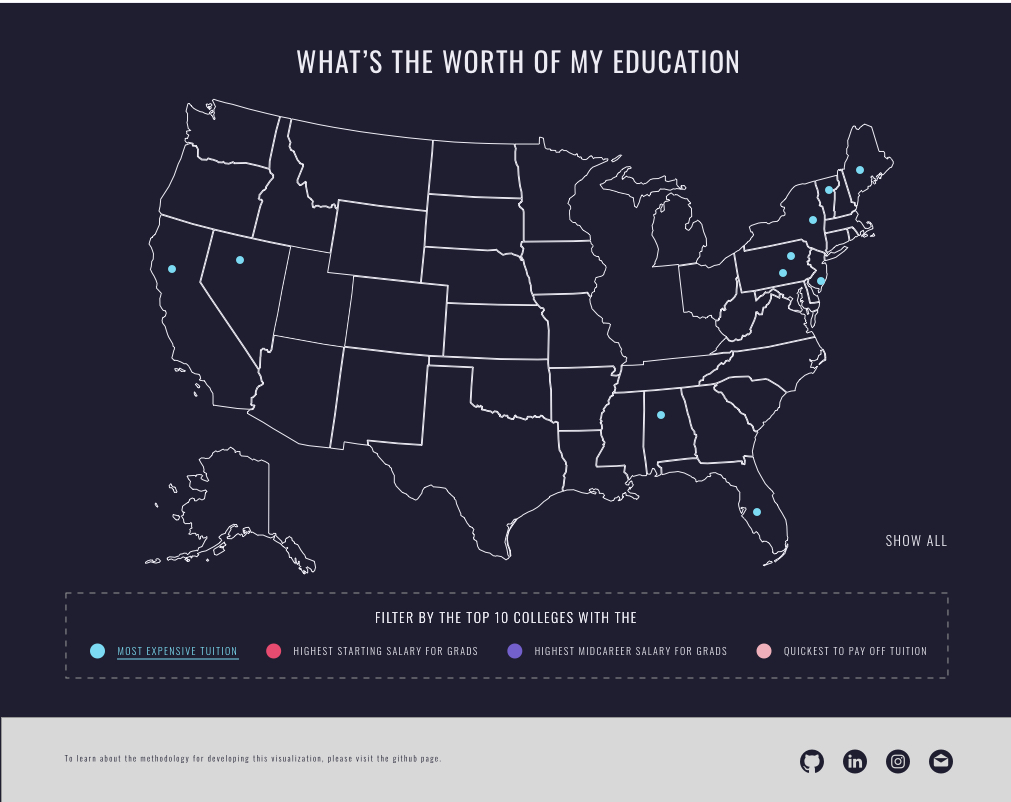 WHAT'S THE WORTH OF MY EDUCATION
SHOW ALL
FILTER BY THE TOP 10 COLLEGES WITH THE
MOST EXPENSIVE TUITION
HIGHEST STARTING SALARY FOR GRADS
HIGHEST MIDCAREER SALARY FOR GRADS
QUICKEST TO PAY OFF TUITION
To learn about the methodology for developing this visualization, please visit the github page.
in